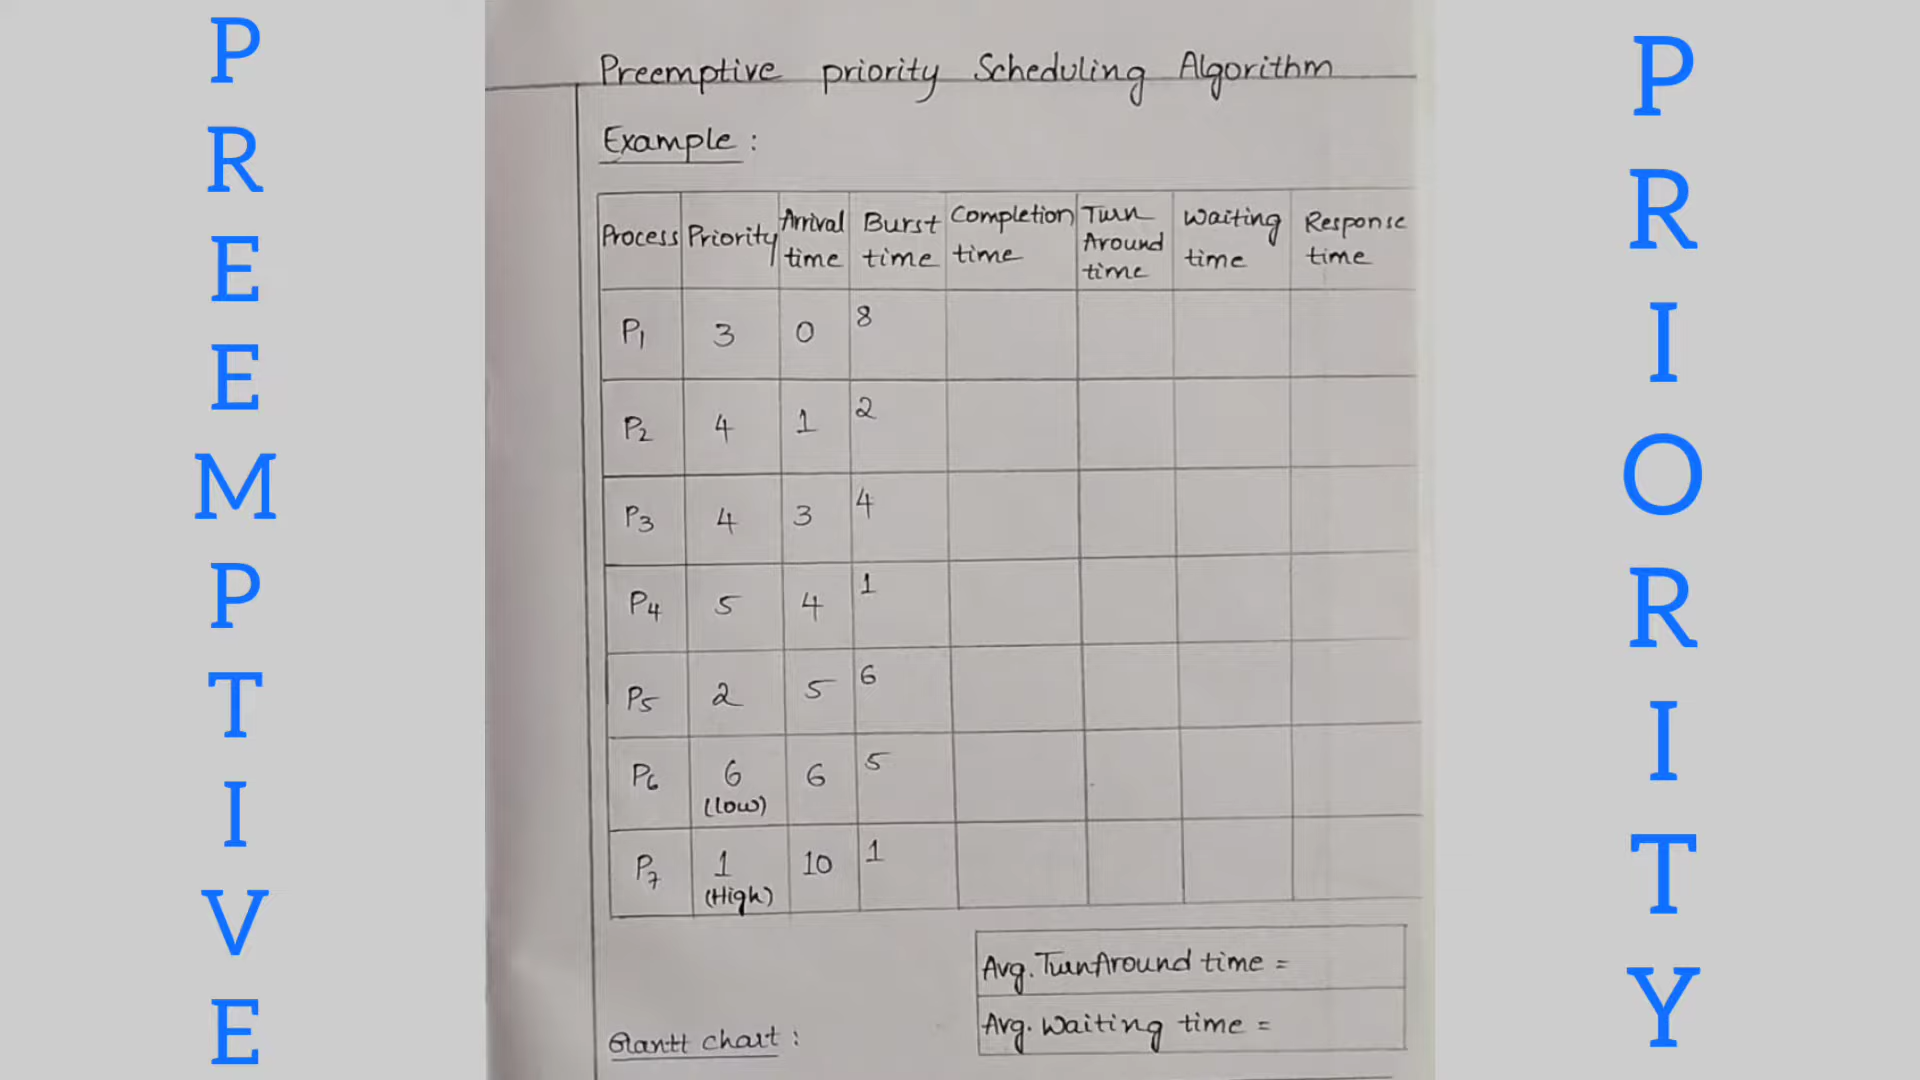 PREEMPTIVE
Preemptive priority Scheduling Algorithm
Example :
Process Priority Arrival time Burst time Completion time Turn Around time Waiting time Response time
P1 3 0 8
P2 4 1 2
P3 4 3 4
P4 5 4 1
P5 2 5 6
P6 6 (low) 6 5
P7 1 (High) 10 1
Avg. TurnAround time =
Avg. Waiting time =
Gantt chart :
PRIORITY